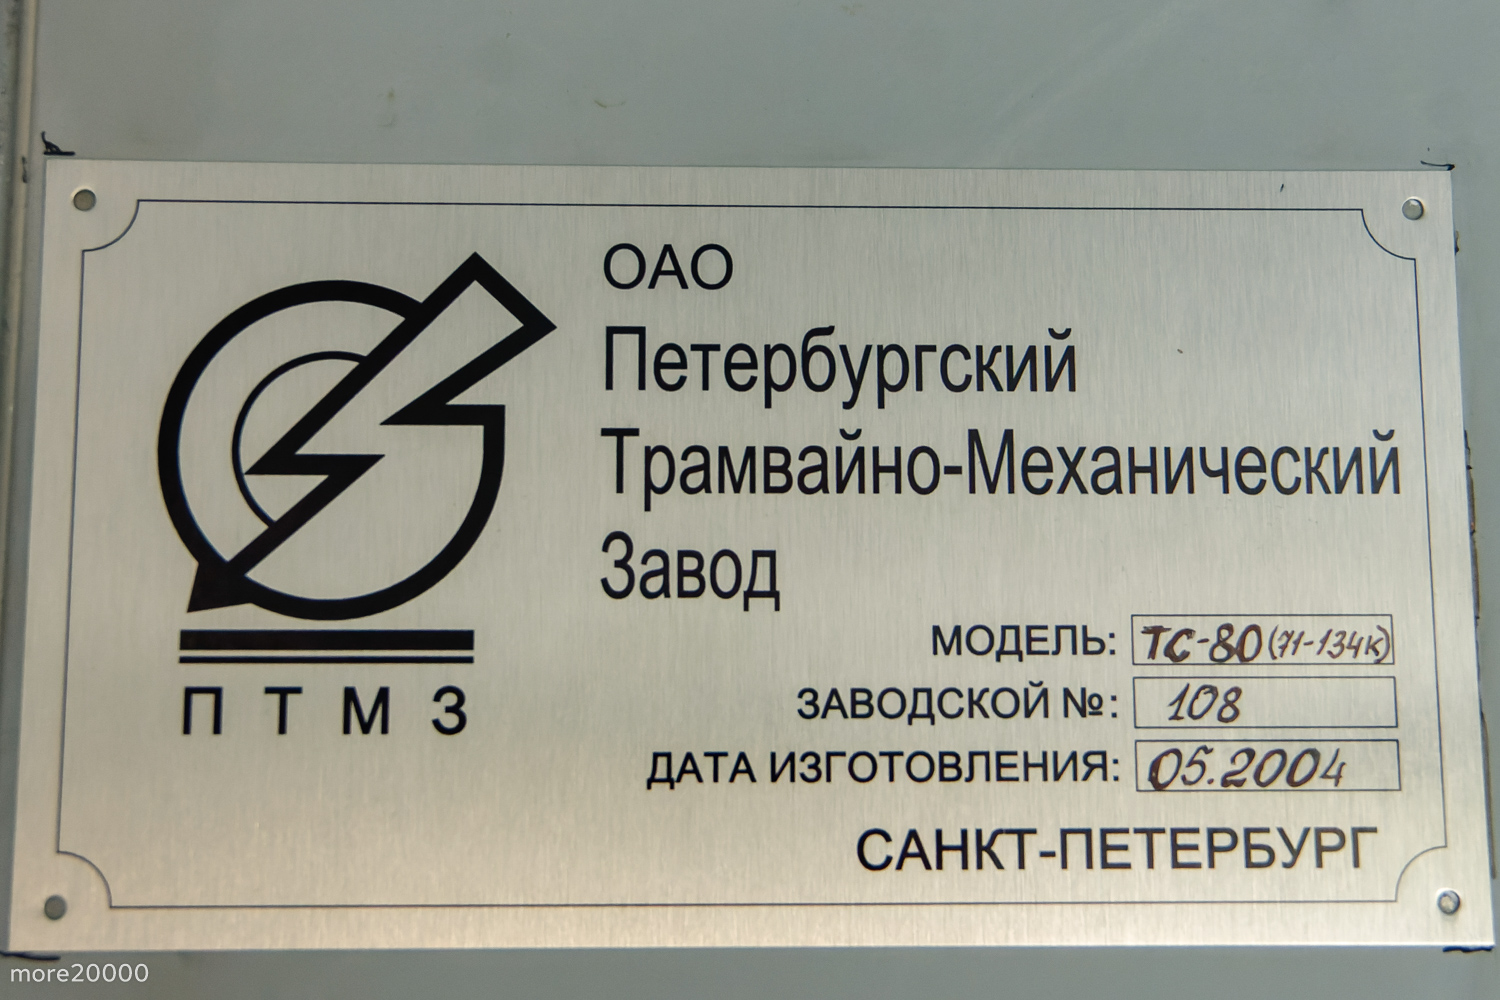 ОАО
Петербургский
Трамвайно-Механический
Завод
ПТМЗ
МОДЕЛЬ: ТС-80 (71-134К)
ЗАВОДСКОЙ №: 108
ДАТА ИЗГОТОВЛЕНИЯ: 05.2004
САНКТ-ПЕТЕРБУРГ
more20000